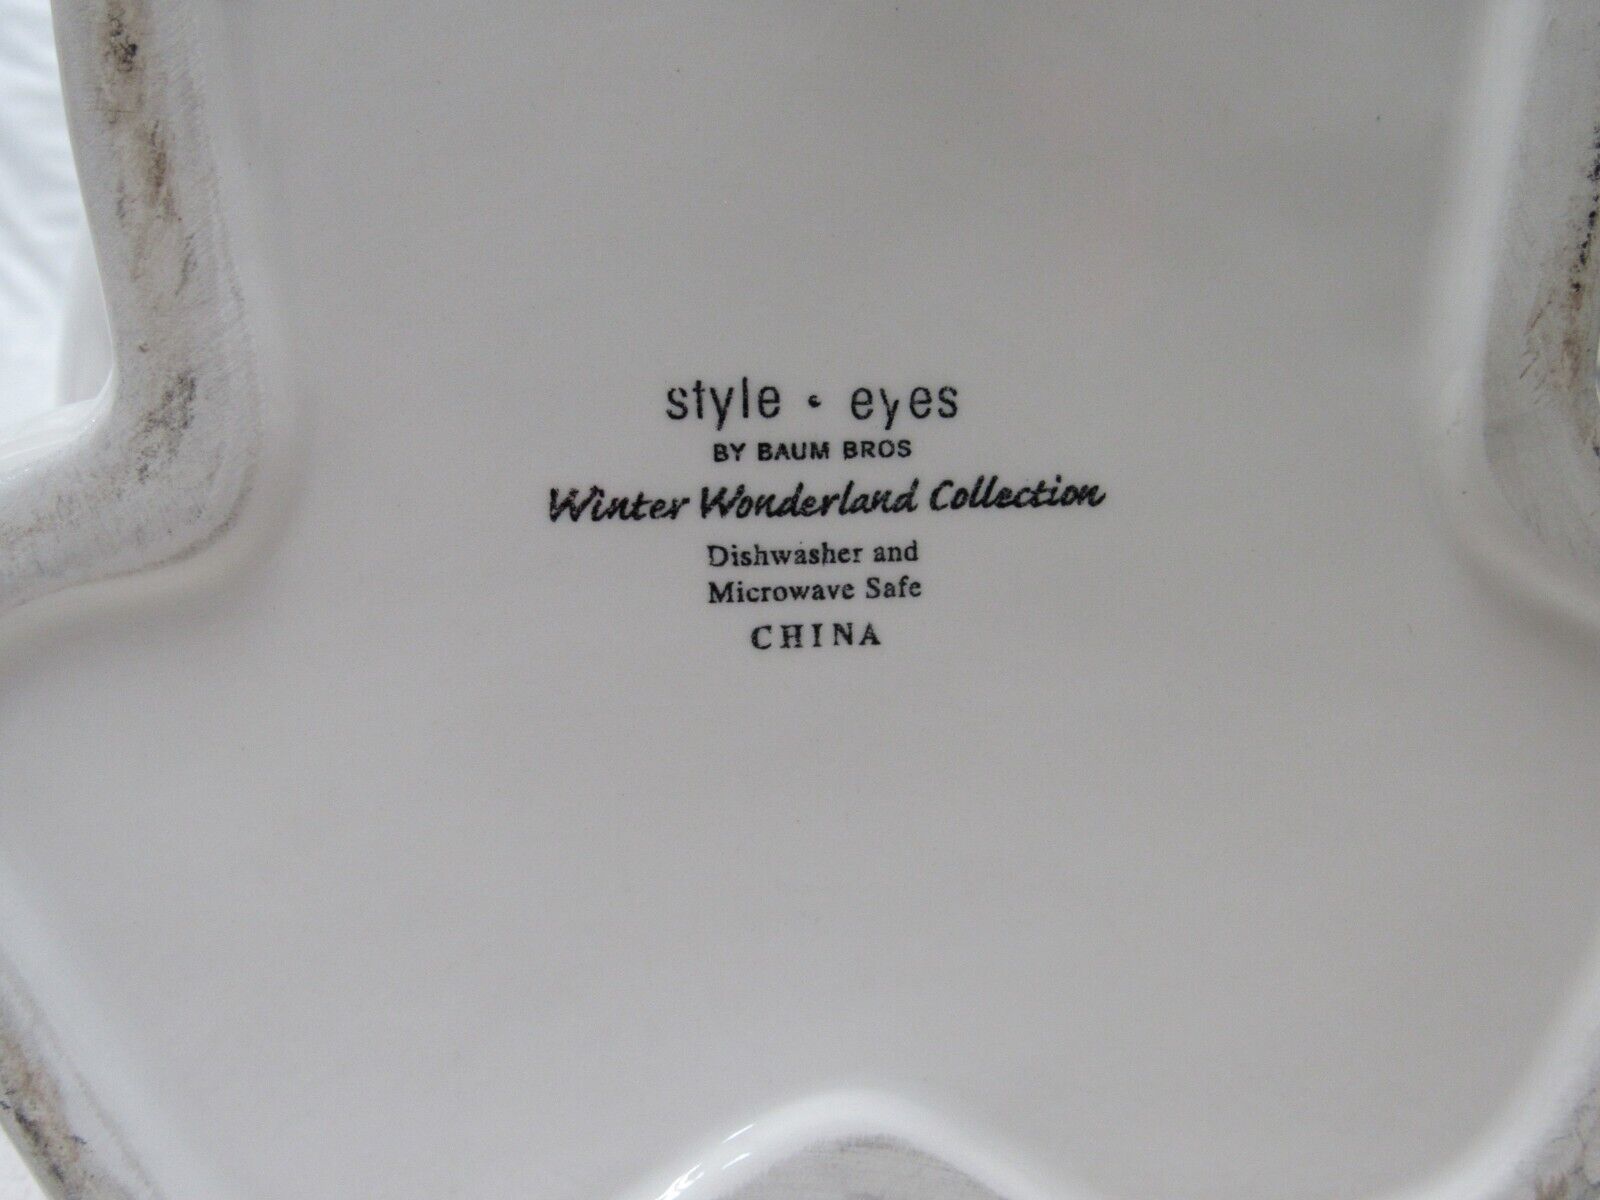 style • eyes
BY BAUM BROS
Winter Wonderland Collection
Dishwasher and
Microwave Safe
CHINA